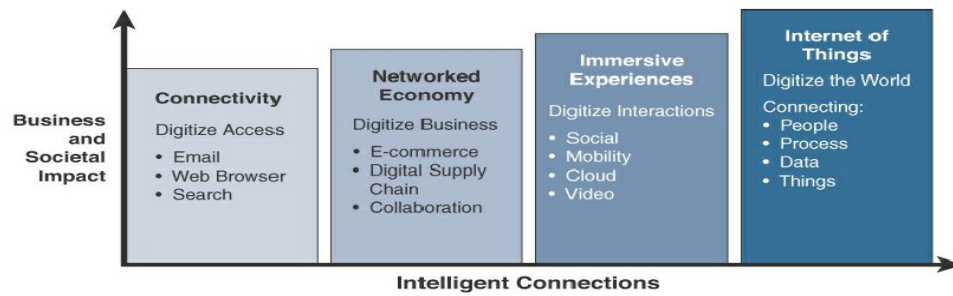 Business
and
Societal
Impact
Connectivity
Digitize Access
• Email
• Web Browser
• Search
Networked
Economy
Digitize Business
• E-commerce
• Digital Supply
Chain
• Collaboration
Immersive
Experiences
Digitize Interactions
• Social
• Mobility
• Cloud
• Video
Internet of
Things
Digitize the World
Connecting:
• People
• Process
• Data
• Things
Intelligent Connections